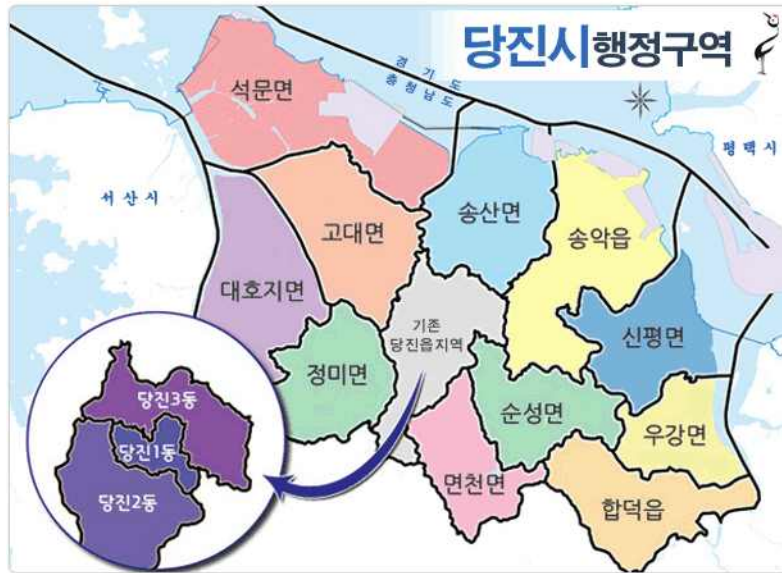 당진시행정구역
경기도
충청남도
평택시
서산시
석문면
고대면
송산면
송악읍
대호지면
기존
당진읍지역
신평면
정미면
순성면
우강면
면천면
합덕읍
당진3동
당진1동
당진2동